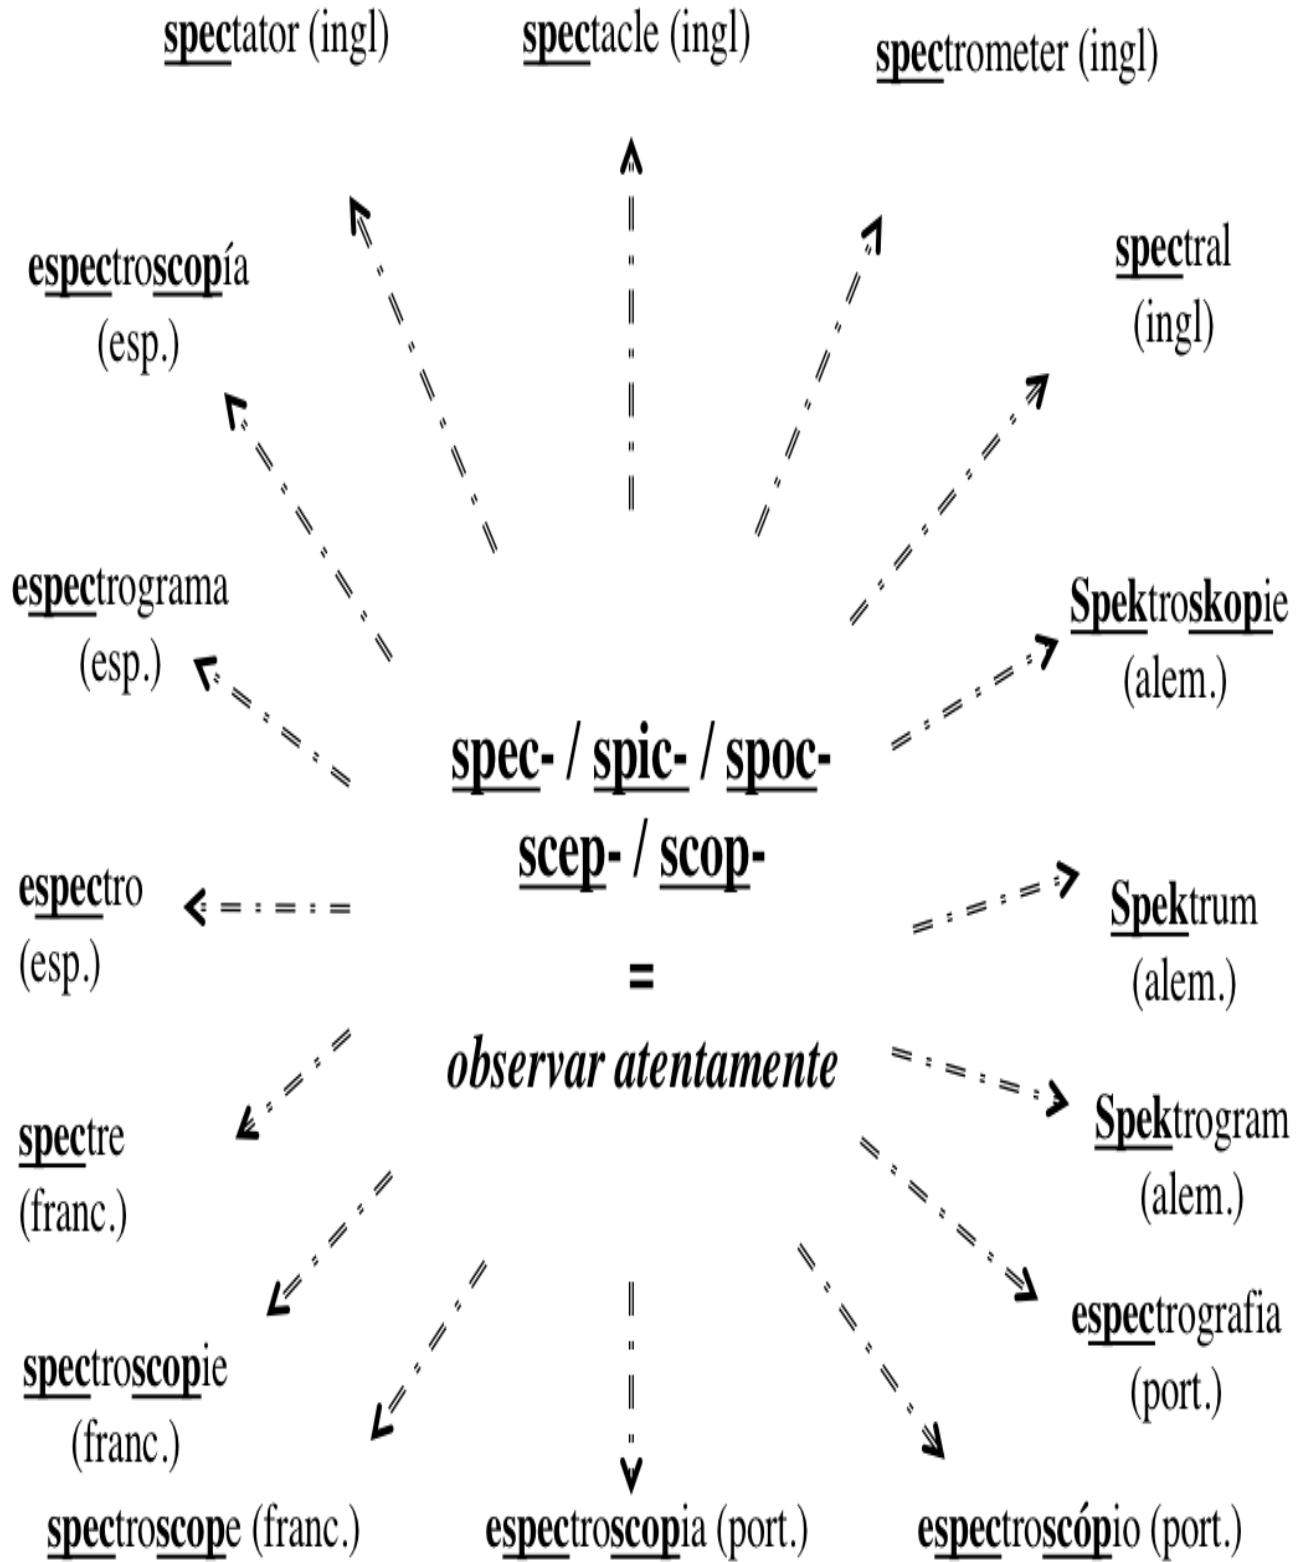 spectator (ingl)
spectacle (ingl)
spectrometer (ingl)
espectroscopía
(esp.)
spectral
(ingl)
espectrograma
(esp.)
Spektroskopie
(alem.)
spec- / spic- / spoc-
scep- / scop-
=
observar atentamente
espectro
(esp.)
Spektrum
(alem.)
spectre
(franc.)
Spektrogram
(alem.)
spectroscopie
(franc.)
espectrografia
(port.)
spectroscope (franc.)
espectroscopia (port.)
espectroscópio (port.)